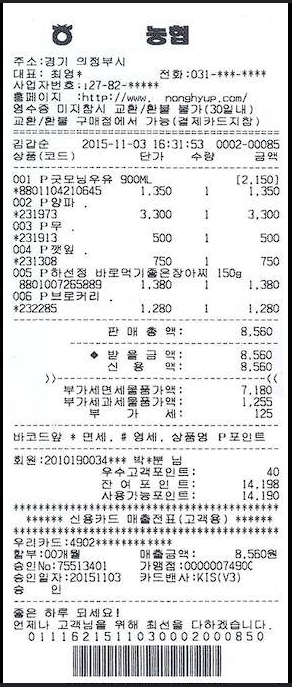 농협
주소:경기 의정부시
대표: 최영* 전화:031-***-****
사업자번호:127-82-*****
홈페이지 :http://www. nonghyup.com/
영수증 미지참시 교환/환불 불가(30일내)
교환/환불 구매점에서 가능(결제카드지참)
김갑순 2015-11-03 16:31:53 0002-00085
상품(코드) 단가 수량 금액
001 P굿모닝우유 900ML [2,150]
*8801104210645 1,350 1 1,350
002 P양파 .
*231973 3,300 1 3,300
003 P무 .
*231913 500 1 500
004 P깻잎 .
*231308 750 1 750
005 P하선정 바로먹기좋은장아찌 150g
8801007265889 1,380 1 1,380
006 P브로커리 .
*232285 1,280 1 1,280
판 매 총 액: 8,560
◆ 받 을 금 액: 8,560
신 용 액: 8,560
부가세면세물품가액: 7,180
부가세과세물품가액: 1,255
부 가 세: 125
바코드앞 * 면세, # 영세, 상품명 P포인트
회원:2010190034*** 박*분 님
우수고객포인트: 40
잔 여 포 인 트: 14,198
사용가능포인트: 14,190
***** 신용카드 매출전표(고객용) ******
우리카드:4902************
할부:00개월 매출금액: 8,560원
승인No:75513401 가맹점:0000007490C
승인일자:20151103 카드밴사:KIS(V3)
승 인
좋은 하루 되세요!
언제나 고객님을 위해 최선을 다하겠습니다.
0111621511030002000850